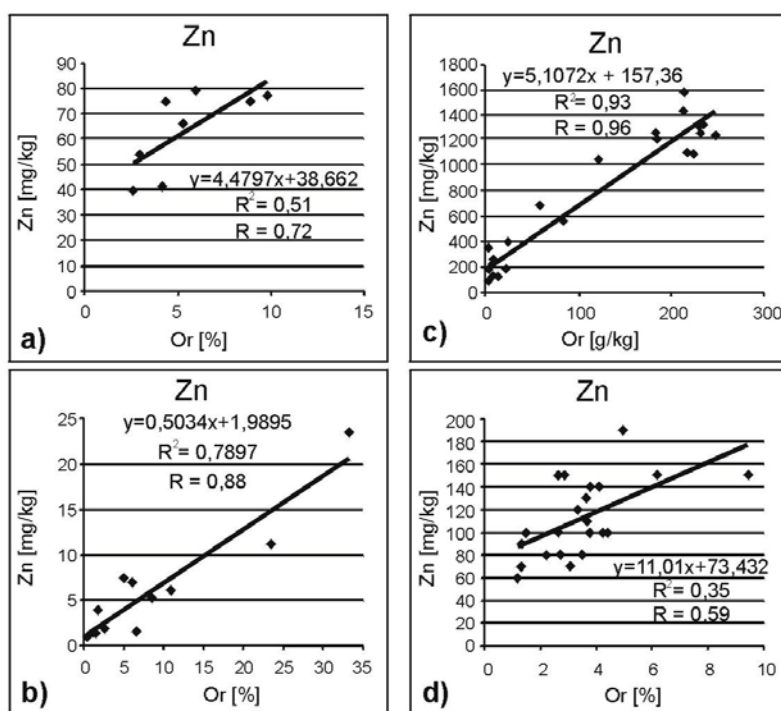 Zn
Zn [mg/kg]
90
80
70
60
50
40
30
20
10
0
y=4,4797x+38,662
R2 = 0,51
R = 0,72
0 5 10 15
Or [%]
a)
Zn
Zn [mg/kg]
1800
1600
1400
1200
1000
800
600
400
200
0
y=5,1072x + 157,36
R2 = 0,93
R = 0,96
0 100 200 300
Or [g/kg]
c)
Zn
Zn [mg/kg]
25
20
15
10
5
0
y=0,5034x+1,9895
R2 = 0,7897
R = 0,88
0 5 10 15 20 25 30 35
Or [%]
b)
Zn
Zn [mg/kg]
200
180
160
140
120
100
80
60
40
20
0
y=11,01x+73,432
R2 = 0,35
R = 0.59
0 2 4 6 8 10
Or [%]
d)